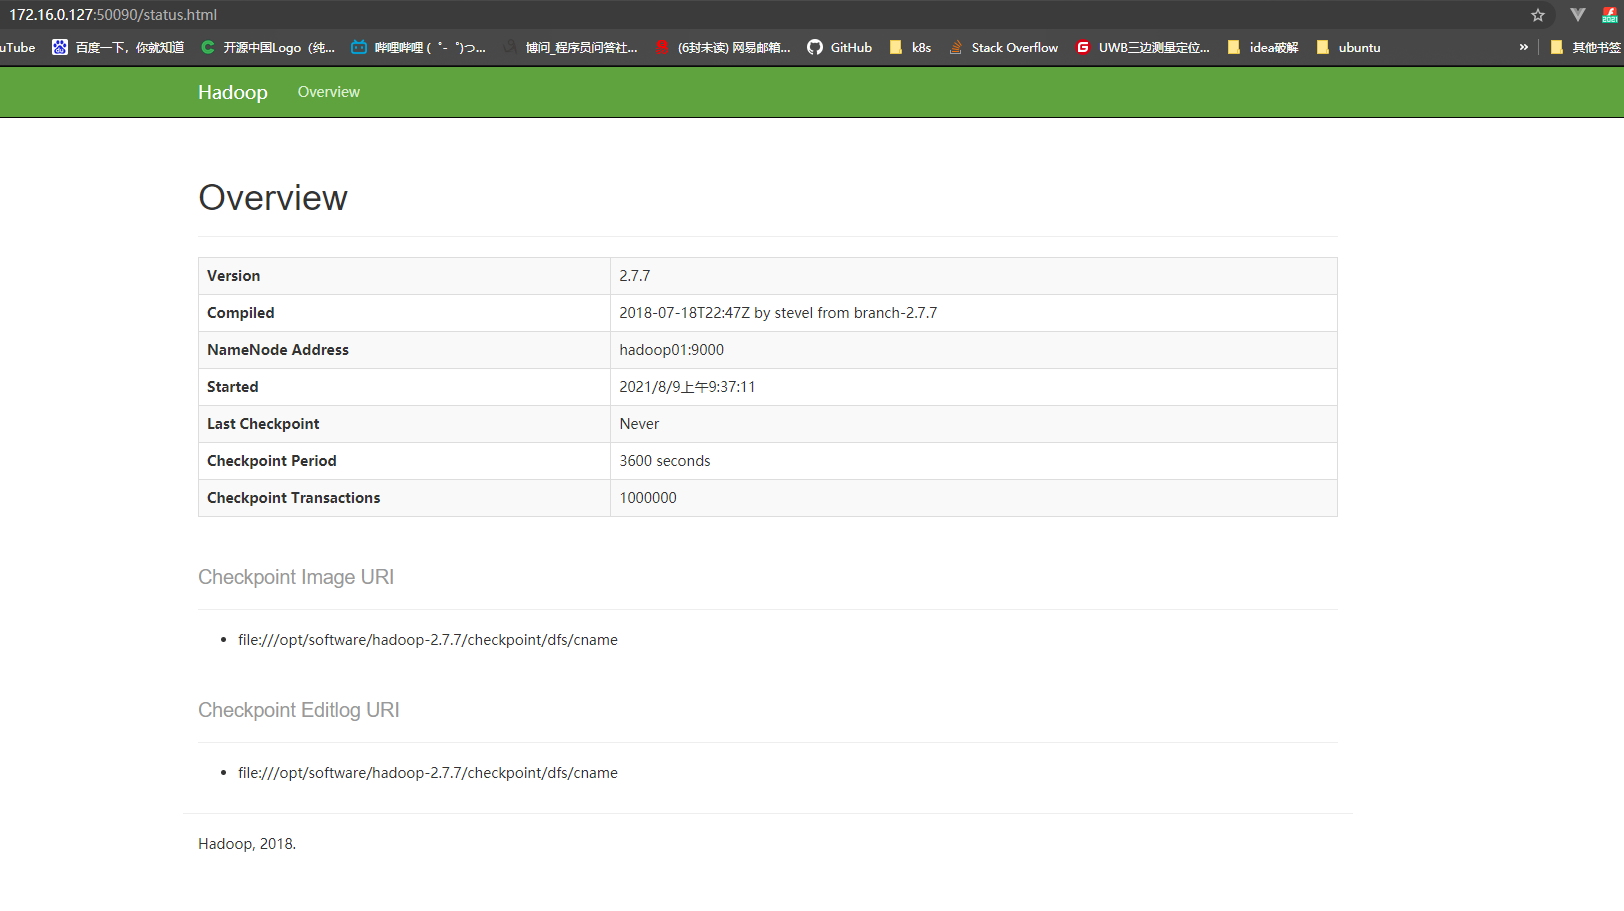 172.16.0.127:50090/status.html
uTube 百度一下，你就知道 开源中国Logo（纯... 哔哩哔哩 (゜-゜)つ... 博问_程序员问答社... (6封未读) 网易邮箱... GitHub k8s Stack Overflow UWB三边测量定位... idea破解 ubuntu » 其他书签
Hadoop Overview
Overview
Version 2.7.7
Compiled 2018-07-18T22:47Z by stevel from branch-2.7.7
NameNode Address hadoop01:9000
Started 2021/8/9上午9:37:11
Last Checkpoint Never
Checkpoint Period 3600 seconds
Checkpoint Transactions 1000000
Checkpoint Image URI
• file:///opt/software/hadoop-2.7.7/checkpoint/dfs/cname
Checkpoint Editlog URI
• file:///opt/software/hadoop-2.7.7/checkpoint/dfs/cname
Hadoop, 2018.